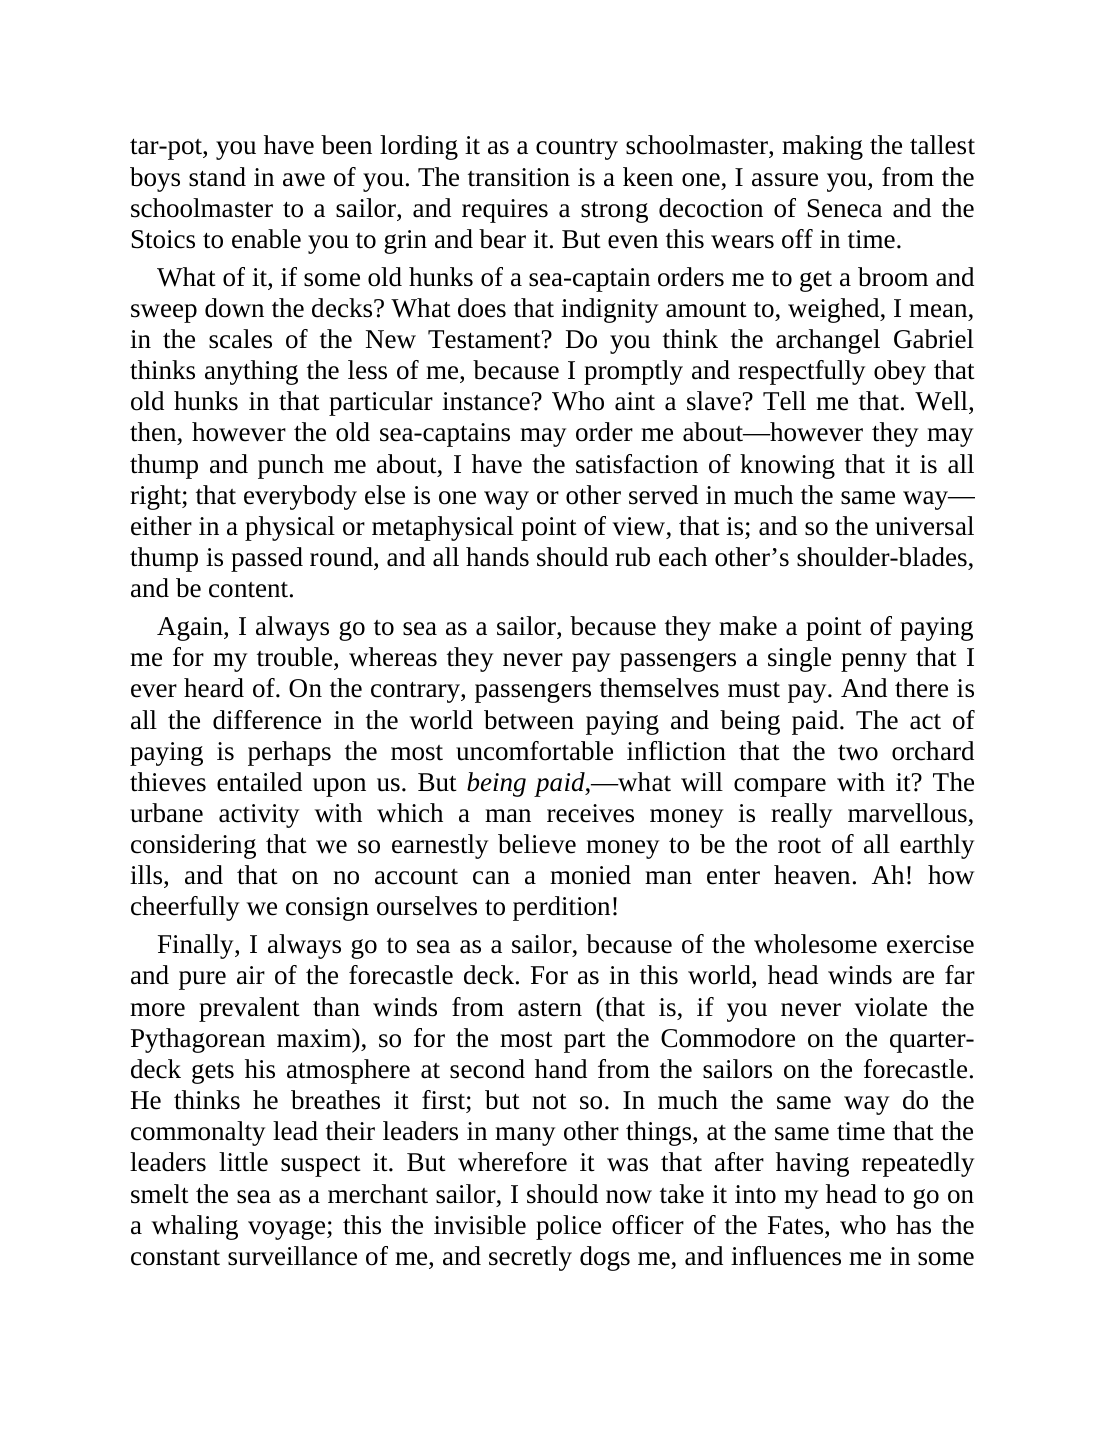 tar-pot, you have been lording it as a country schoolmaster, making the tallest
boys stand in awe of you. The transition is a keen one, I assure you, from the
schoolmaster to a sailor, and requires a strong decoction of Seneca and the
Stoics to enable you to grin and bear it. But even this wears off in time.
What of it, if some old hunks of a sea-captain orders me to get a broom and
sweep down the decks? What does that indignity amount to, weighed, I mean,
in the scales of the New Testament? Do you think the archangel Gabriel
thinks anything the less of me, because I promptly and respectfully obey that
old hunks in that particular instance? Who aint a slave? Tell me that. Well,
then, however the old sea-captains may order me about—however they may
thump and punch me about, I have the satisfaction of knowing that it is all
right; that everybody else is one way or other served in much the same way—
either in a physical or metaphysical point of view, that is; and so the universal
thump is passed round, and all hands should rub each other’s shoulder-blades,
and be content.
Again, I always go to sea as a sailor, because they make a point of paying
me for my trouble, whereas they never pay passengers a single penny that I
ever heard of. On the contrary, passengers themselves must pay. And there is
all the difference in the world between paying and being paid. The act of
paying is perhaps the most uncomfortable infliction that the two orchard
thieves entailed upon us. But being paid,—what will compare with it? The
urbane activity with which a man receives money is really marvellous,
considering that we so earnestly believe money to be the root of all earthly
ills, and that on no account can a monied man enter heaven. Ah! how
cheerfully we consign ourselves to perdition!
Finally, I always go to sea as a sailor, because of the wholesome exercise
and pure air of the forecastle deck. For as in this world, head winds are far
more prevalent than winds from astern (that is, if you never violate the
Pythagorean maxim), so for the most part the Commodore on the quarter-
deck gets his atmosphere at second hand from the sailors on the forecastle.
He thinks he breathes it first; but not so. In much the same way do the
commonalty lead their leaders in many other things, at the same time that the
leaders little suspect it. But wherefore it was that after having repeatedly
smelt the sea as a merchant sailor, I should now take it into my head to go on
a whaling voyage; this the invisible police officer of the Fates, who has the
constant surveillance of me, and secretly dogs me, and influences me in some